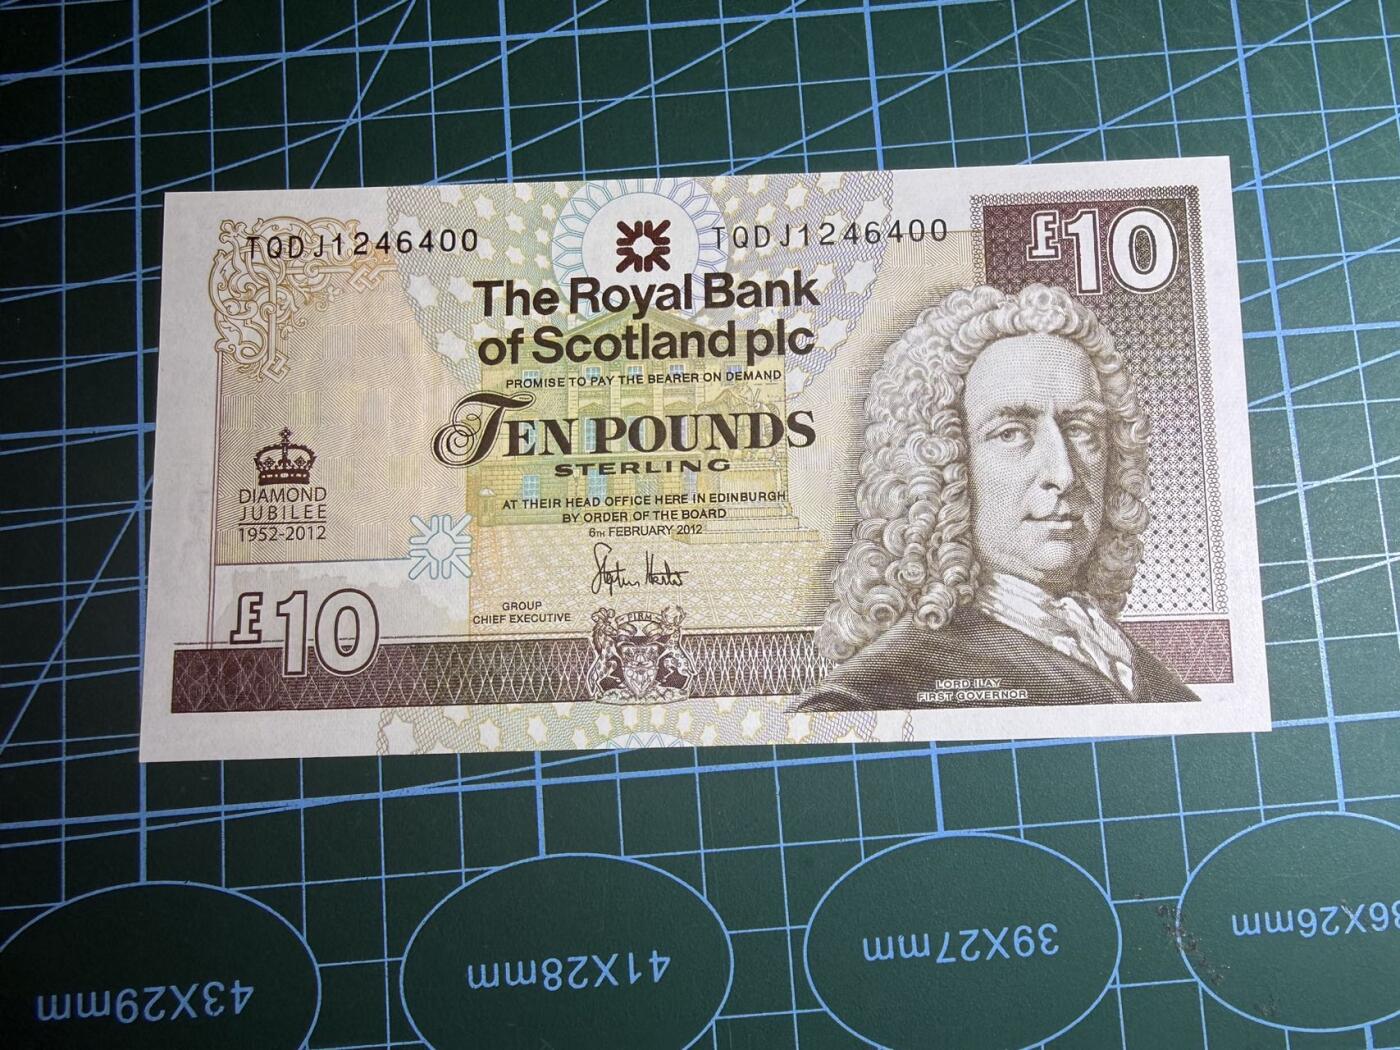 TQDJ1246400
TQDJ1246400
£10
The Royal Bank
of Scotland plc
PROMISE TO PAY THE BEARER ON DEMAND
TEN POUNDS
STERLING
AT THEIR HEAD OFFICE HERE IN EDINBURGH
BY ORDER OF THE BOARD
6TH FEBRUARY 2012
DIAMOND
JUBILEE
1952-2012
£10
GROUP
CHIEF EXECUTIVE
FIRM
LORD ILAY
FIRST GOVERNOR
43X29mm
41X28mm
39X27mm
36X26mm